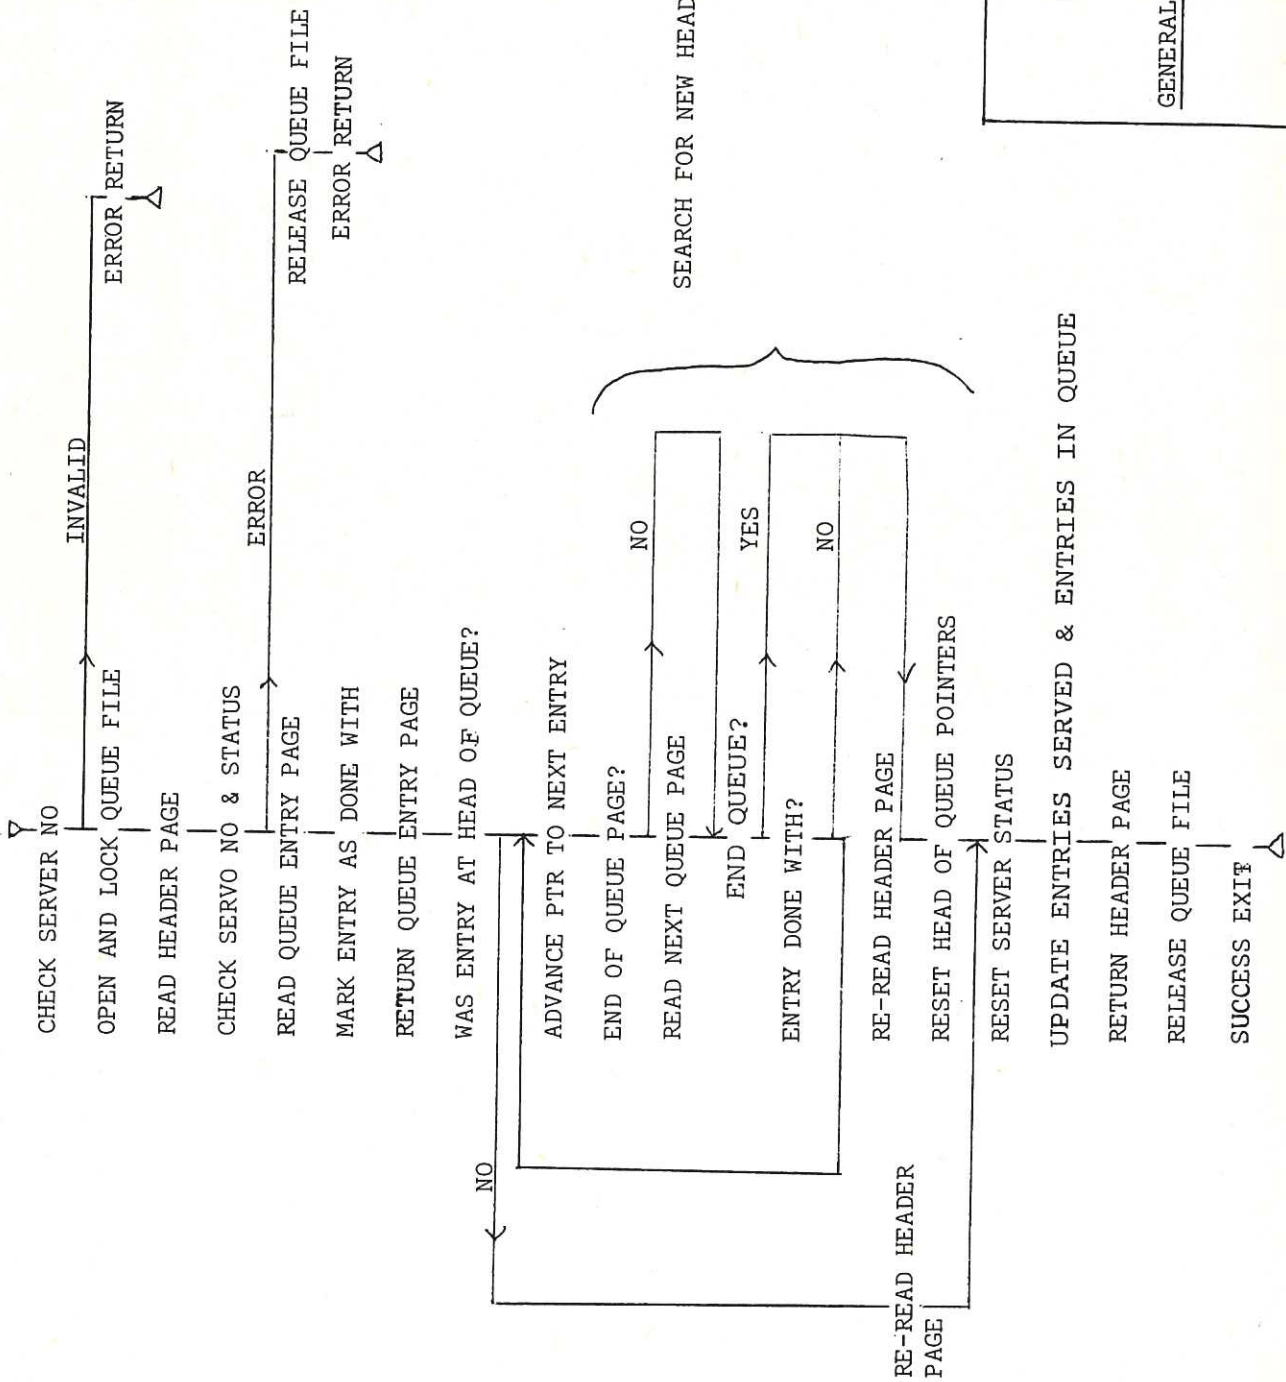 CHECK SERVER NO
INVALID
ERROR RETURN
OPEN AND LOCK QUEUE FILE
READ HEADER PAGE
CHECK SERVO NO & STATUS
ERROR
RELEASE QUEUE FILE
ERROR RETURN
READ QUEUE ENTRY PAGE
MARK ENTRY AS DONE WITH
RETURN QUEUE ENTRY PAGE
WAS ENTRY AT HEAD OF QUEUE?
NO
ADVANCE PTR TO NEXT ENTRY
END OF QUEUE PAGE?
NO
READ NEXT QUEUE PAGE
SEARCH FOR NEW HEAD
END QUEUE?
YES
ENTRY DONE WITH?
NO
RE-READ HEADER PAGE
RE-READ HEADER
PAGE
RESET HEAD OF QUEUE POINTERS
RESET SERVER STATUS
UPDATE ENTRIES SERVED & ENTRIES IN QUEUE
RETURN HEADER PAGE
RELEASE QUEUE FILE
SUCCESS EXIT
GENERAL